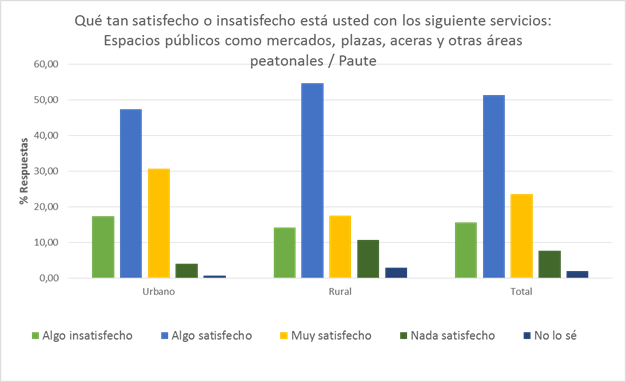 Qué tan satisfecho o insatisfecho está usted con los siguiente servicios:
Espacios públicos como mercados, plazas, aceras y otras áreas
peatonales / Paute
60,00
50,00
40,00
30,00
20,00
10,00
0,00
% Respuestas
Urbano Rural Total
Algo insatisfecho Algo satisfecho Muy satisfecho Nada satisfecho No lo sé